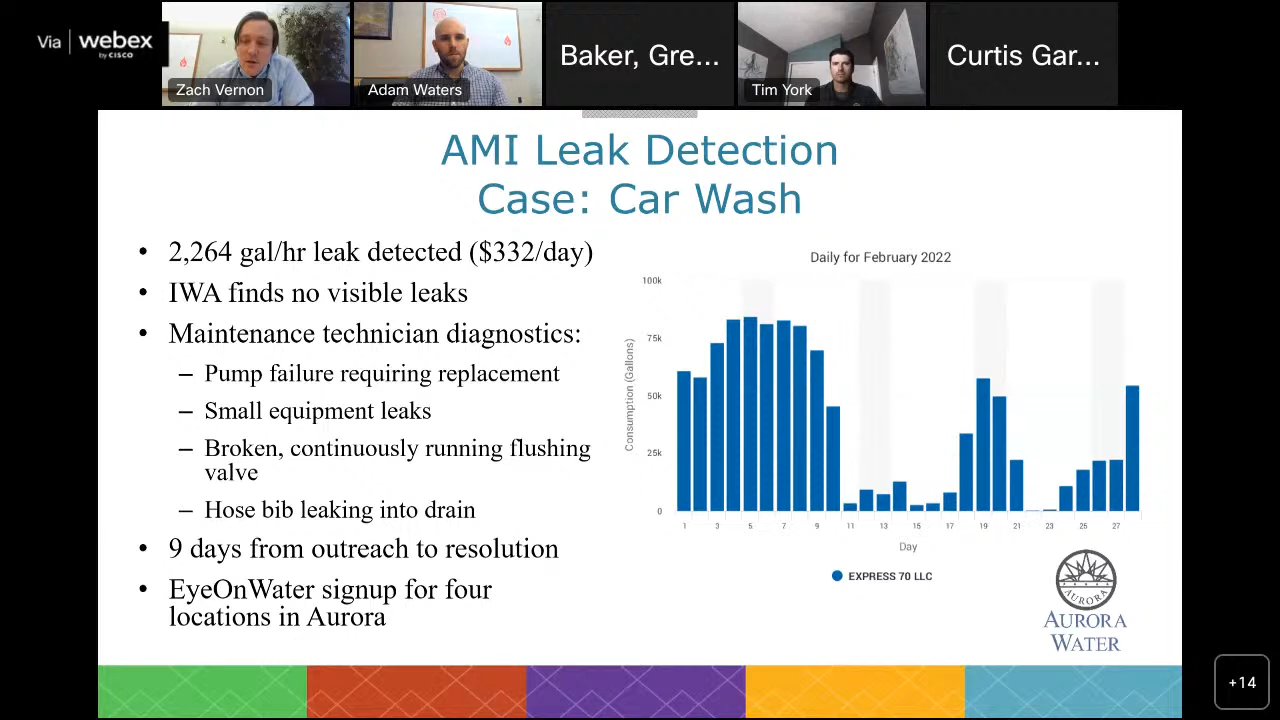 Via webex
by CISCO
Zach Vernon
Adam Waters
Baker, Gre...
Tim York
Curtis Gar...
AMI Leak Detection
Case: Car Wash
• 2,264 gal/hr leak detected ($332/day)
• IWA finds no visible leaks
• Maintenance technician diagnostics:
– Pump failure requiring replacement
– Small equipment leaks
– Broken, continuously running flushing
valve
– Hose bib leaking into drain
• 9 days from outreach to resolution
• EyeOnWater signup for four
locations in Aurora
Daily for February 2022
Consumption (Gallons)
100k
75k
50k
25k
0
1 3 5 7 9 11 13 15 17 19 21 23 25 27
Day
EXPRESS 70 LLC
AURORA
AURORA
WATER
+14